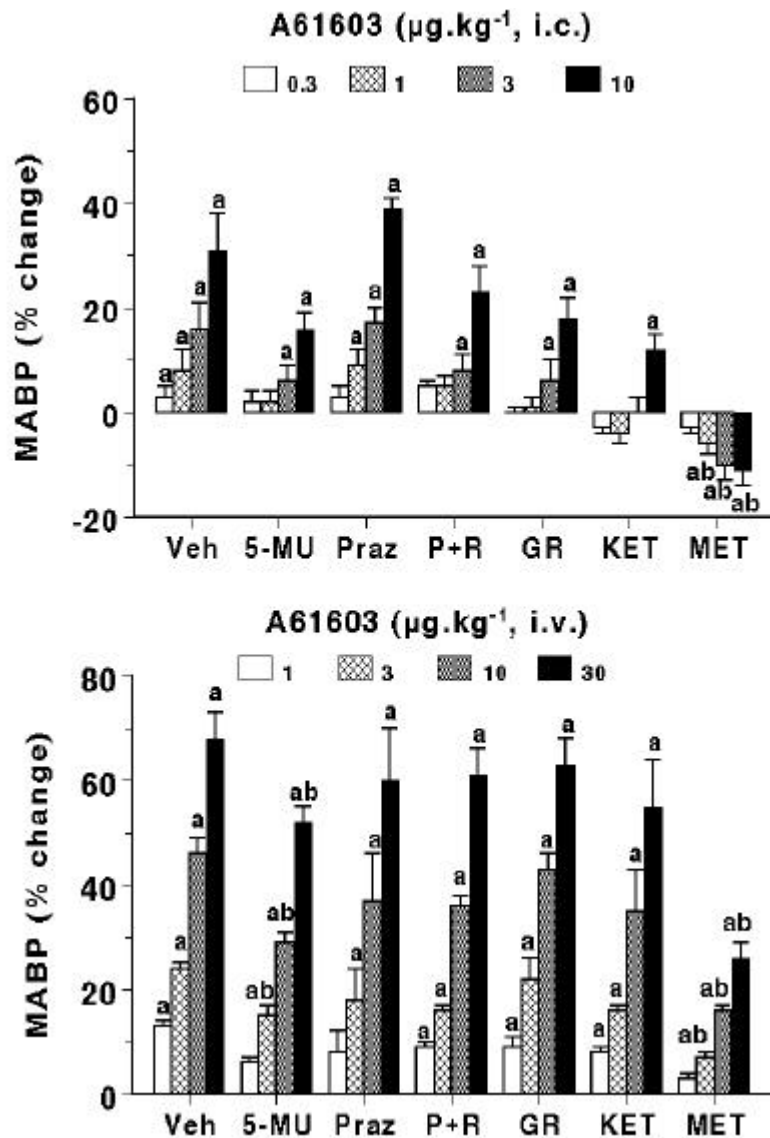 A61603 (µg.kg⁻¹, i.c.)
0.3 1 3 10
MABP (% change)
60
40
20
0
-20
a a a a
a a
a a a
a a
a a
a
ab ab ab
Veh 5-MU Praz P+R GR KET MET
A61603 (µg.kg⁻¹, i.v.)
1 3 10 30
MABP (% change)
80
60
40
20
0
a a a a
ab ab ab
a a a
a a a a
a a a a
a a a a
ab ab ab
Veh 5-MU Praz P+R GR KET MET